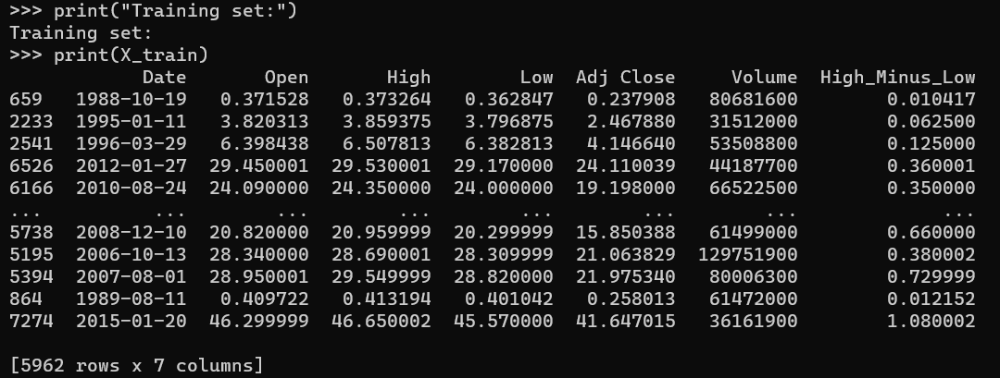 >>> print("Training set:")
Training set:
>>> print(X_train)
Date Open High Low Adj Close Volume High_Minus_Low
659 1988-10-19 0.371528 0.373264 0.362847 0.237908 80681600 0.010417
2233 1995-01-11 3.820313 3.859375 3.796875 2.467880 31512000 0.062500
2541 1996-03-29 6.398438 6.507813 6.382813 4.146640 53508800 0.125000
6526 2012-01-27 29.450001 29.530001 29.170000 24.110039 44187700 0.360001
6166 2010-08-24 24.090000 24.350000 24.000000 19.198000 66522500 0.350000
... ... ... ... ... ... ... ...
5738 2008-12-10 20.820000 20.959999 20.299999 15.850388 61499000 0.660000
5195 2006-10-13 28.340000 28.690001 28.309999 21.063829 129751900 0.380002
5394 2007-08-01 28.950001 29.549999 28.820000 21.975340 80006300 0.729999
864 1989-08-11 0.409722 0.413194 0.401042 0.258013 61472000 0.012152
7274 2015-01-20 46.299999 46.650002 45.570000 41.647015 36161900 1.080002
[5962 rows x 7 columns]